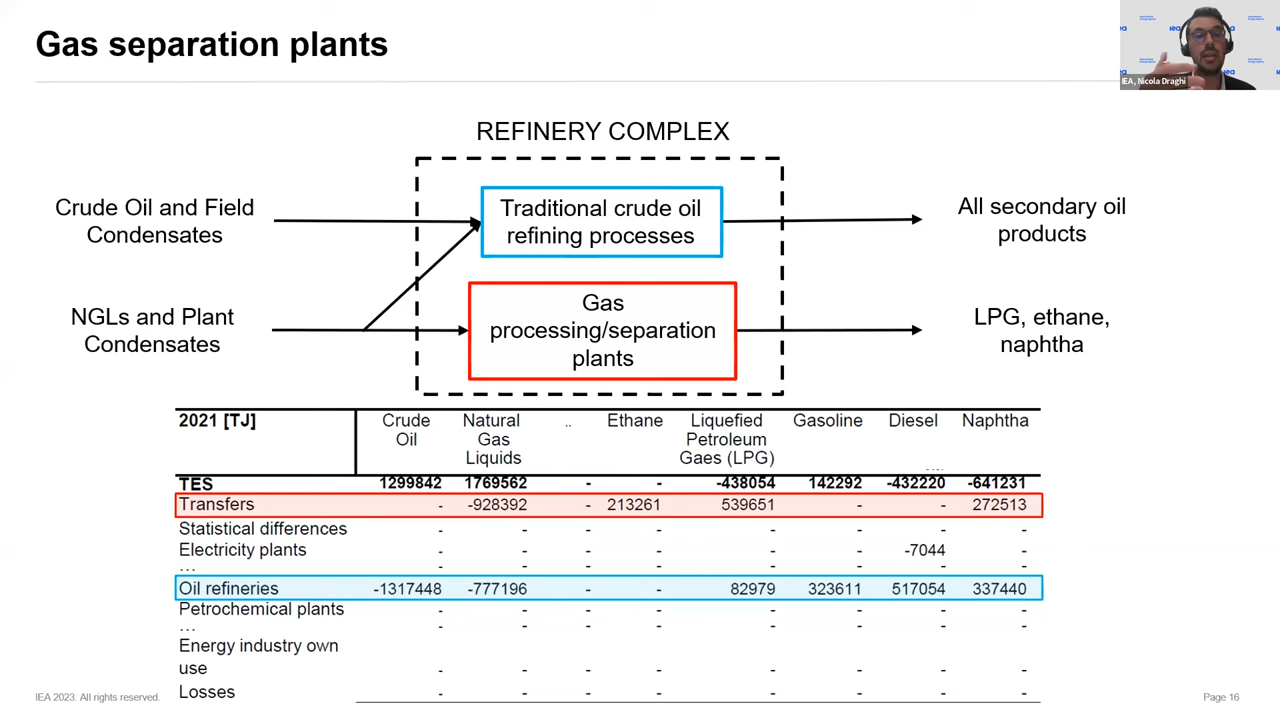 Gas separation plants
iea
IEA, Nicola Draghi
REFINERY COMPLEX
Crude Oil and Field
Condensates
Traditional crude oil
refining processes
All secondary oil
products
NGLs and Plant
Condensates
Gas
processing/separation
plants
LPG, ethane,
naphtha
2021 [TJ] Crude Natural .. Ethane Liquefied Gasoline Diesel Naphtha
Oil Gas Petroleum
Liquids Gaes (LPG)
....
TES 1299842 1769562 - - -438054 142292 -432220 -641231
Transfers - -928392 - 213261 539651 - - 272513
Statistical differences - - - - - - - -
Electricity plants - - - - - - -7044 -
... - - - - - - - -
Oil refineries -1317448 -777196 - - 82979 323611 517054 337440
Petrochemical plants - - - - - - - -
... - - - - - - - -
Energy industry own
use - - - - - - - -
Losses - - - - - - - -
IEA 2023. All rights reserved.
Page 16